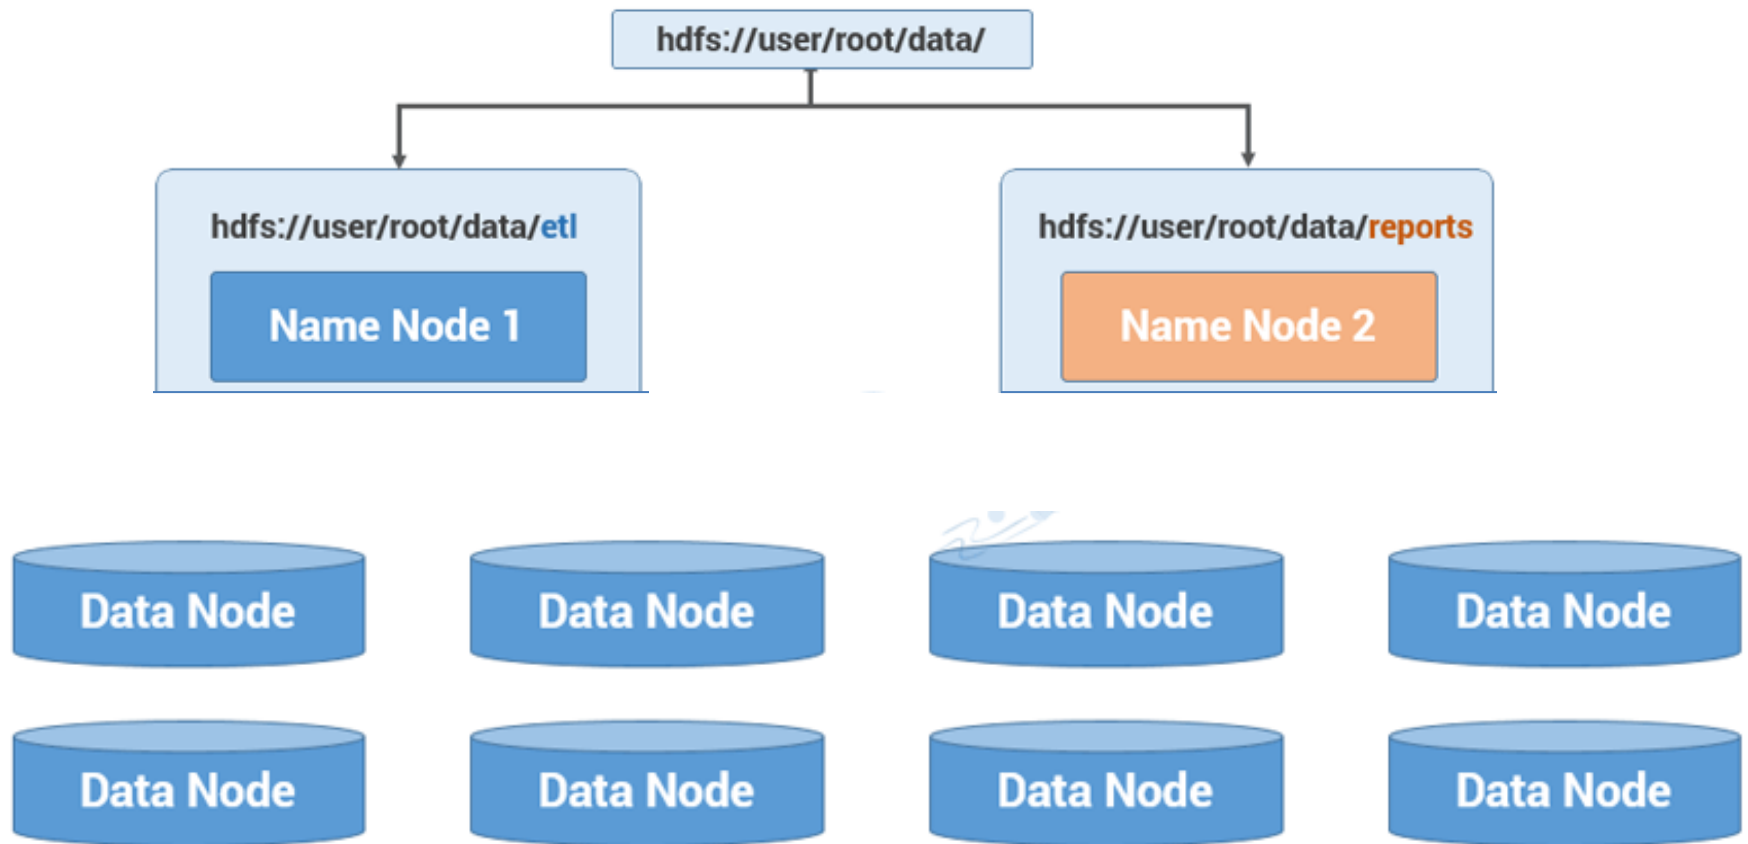 hdfs://user/root/data/
hdfs://user/root/data/etl
hdfs://user/root/data/reports
Name Node 1
Name Node 2
Data Node
Data Node
Data Node
Data Node
Data Node
Data Node
Data Node
Data Node